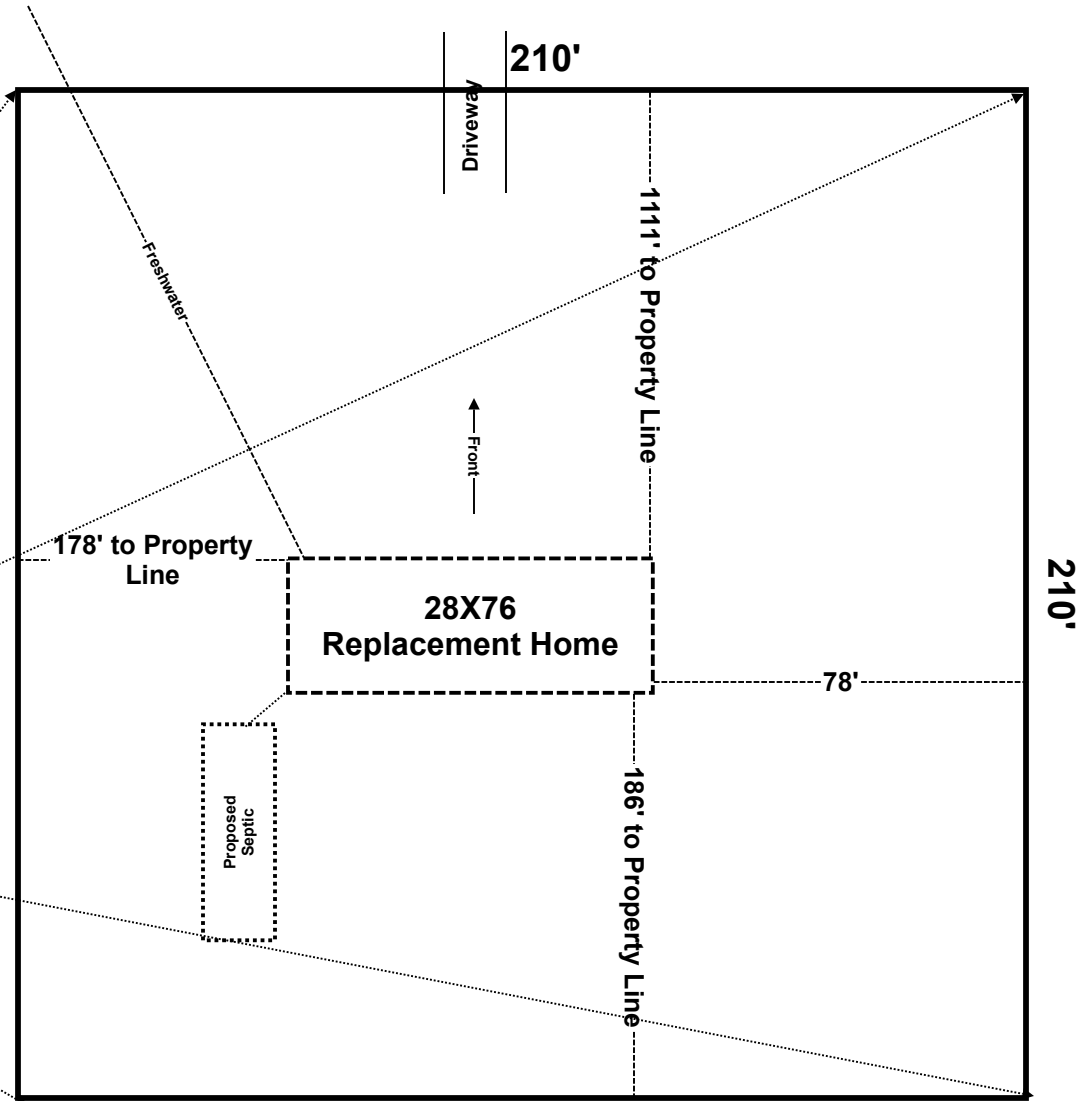 210'
Driveway
1111' to Property Line
Freshwater
Front
178' to Property
Line
28X76
Replacement Home
210'
78'
Proposed
Septic
186' to Property Line